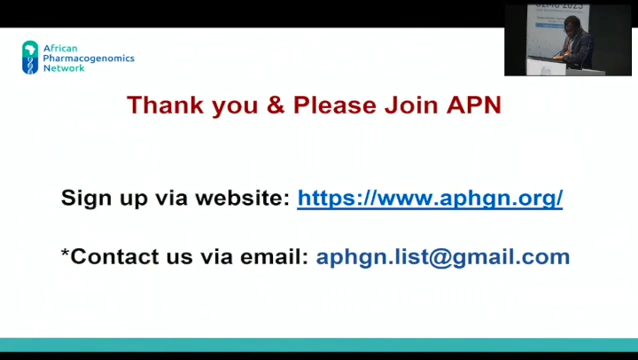 African
Pharmacogenomics
Network
Thank you & Please Join APN
Sign up via website: https://www.aphgn.org/
*Contact us via email: aphgn.list@gmail.com